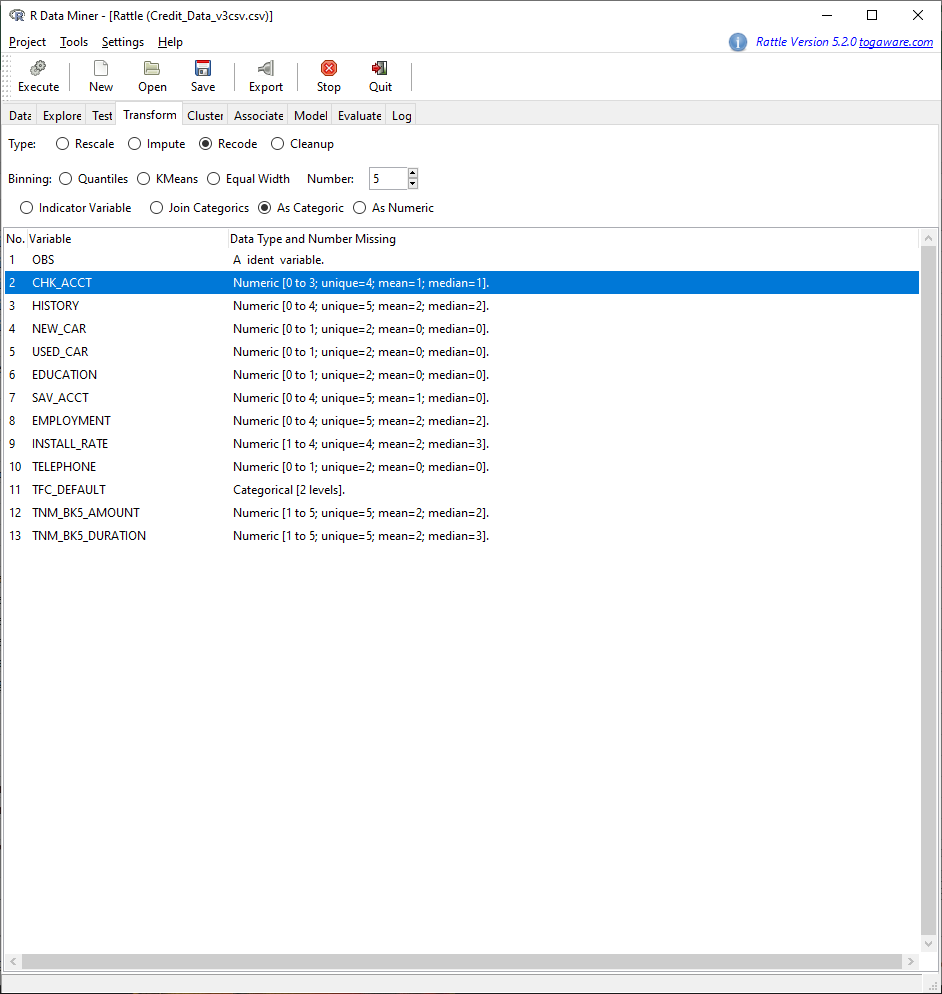 R Data Miner - [Rattle (Credit_Data_v3csv.csv)]
Project Tools Settings Help Rattle Version 5.2.0 togaware.com
Execute New Open Save Export Stop Quit
Data Explore Test Transform Cluster Associate Model Evaluate Log
Type: Rescale Impute Recode Cleanup
Binning: Quantiles KMeans Equal Width Number: 5
Indicator Variable Join Categorics As Categoric As Numeric
No. Variable Data Type and Number Missing
1 OBS A ident variable.
2 CHK_ACCT Numeric [0 to 3; unique=4; mean=1; median=1].
3 HISTORY Numeric [0 to 4; unique=5; mean=2; median=2].
4 NEW_CAR Numeric [0 to 1; unique=2; mean=0; median=0].
5 USED_CAR Numeric [0 to 1; unique=2; mean=0; median=0].
6 EDUCATION Numeric [0 to 1; unique=2; mean=0; median=0].
7 SAV_ACCT Numeric [0 to 4; unique=5; mean=1; median=0].
8 EMPLOYMENT Numeric [0 to 4; unique=5; mean=2; median=2].
9 INSTALL_RATE Numeric [1 to 4; unique=4; mean=2; median=3].
10 TELEPHONE Numeric [0 to 1; unique=2; mean=0; median=0].
11 TFC_DEFAULT Categorical [2 levels].
12 TNM_BK5_AMOUNT Numeric [1 to 5; unique=5; mean=2; median=2].
13 TNM_BK5_DURATION Numeric [1 to 5; unique=5; mean=2; median=3].